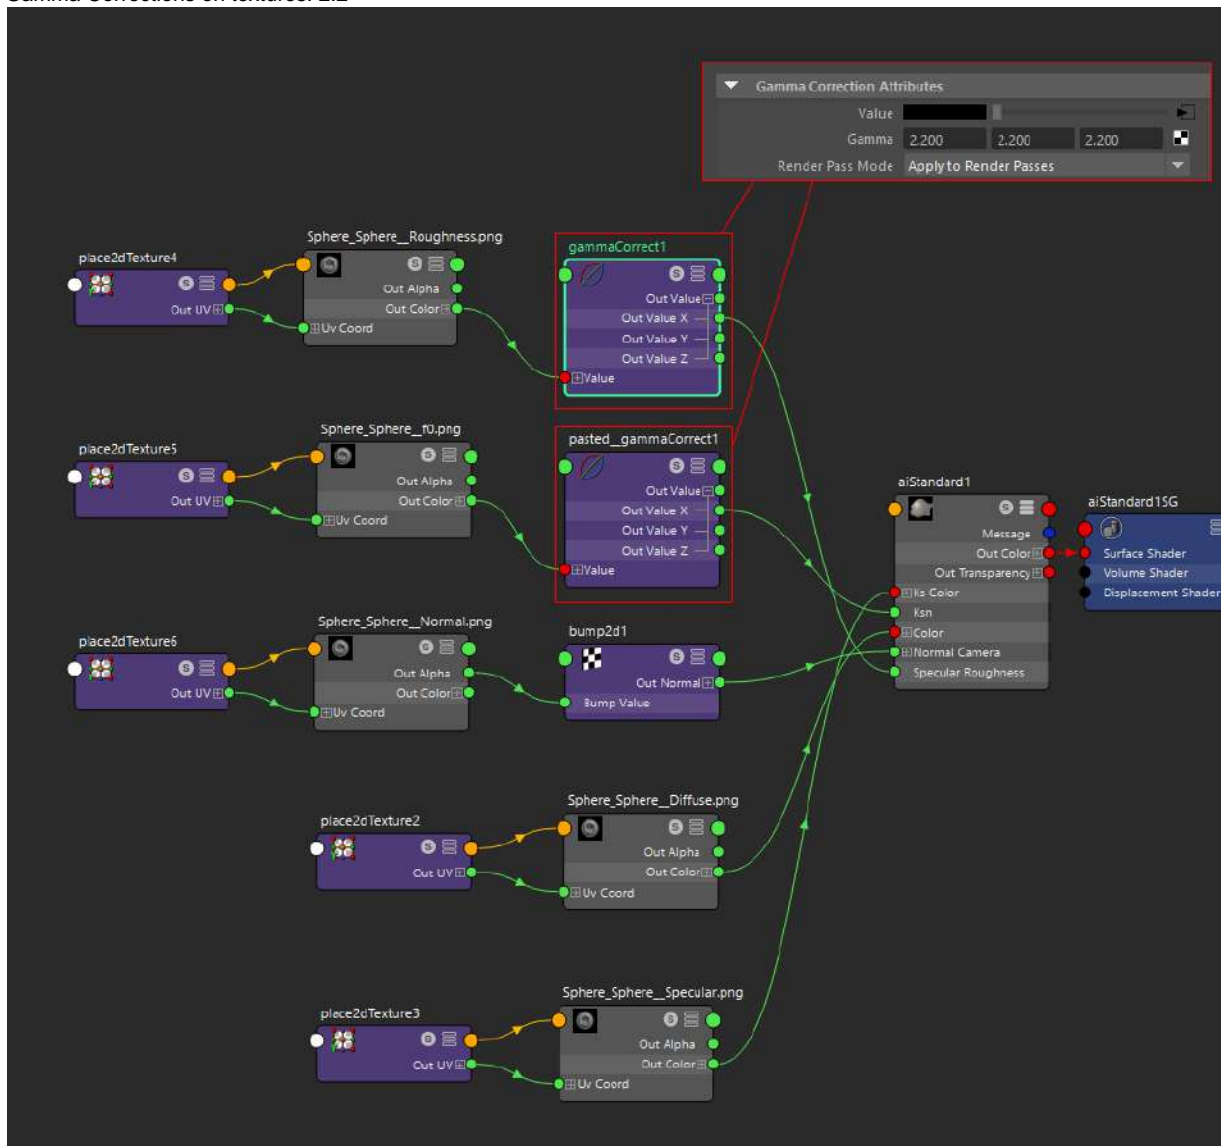 Gamma Corrections on textures: 2.2
Gamma Correction Attributes
Value
Gamma 2.200 2.200 2.200
Render Pass Mode Apply to Render Passes
Sphere_Sphere__Roughness.png
place2dTexture4
Out UV
Out Alpha
Out Color
Uv Coord
gammaCorrect1
Out Value
Out Value X
Out Value Y
Out Value Z
Value
Sphere_Sphere__f0.png
place2dTexture5
Out UV
Out Alpha
Out Color
Uv Coord
pasted__gammaCorrect1
Out Value
Out Value X
Out Value Y
Out Value Z
Value
aiStandard1
Message
Out Color
Out Transparency
Ks Color
Ksn
Color
Normal Camera
Specular Roughness
aiStandard1SG
Surface Shader
Volume Shader
Displacement Shader
Sphere_Sphere__Normal.png
place2dTexture6
Out UV
Out Alpha
Out Color
Uv Coord
bump2d1
Out Normal
Bump Value
Sphere_Sphere__Diffuse.png
place2dTexture2
Out UV
Out Alpha
Out Color
Uv Coord
Sphere_Sphere__Specular.png
place2dTexture3
Out UV
Out Alpha
Out Color
Uv Coord